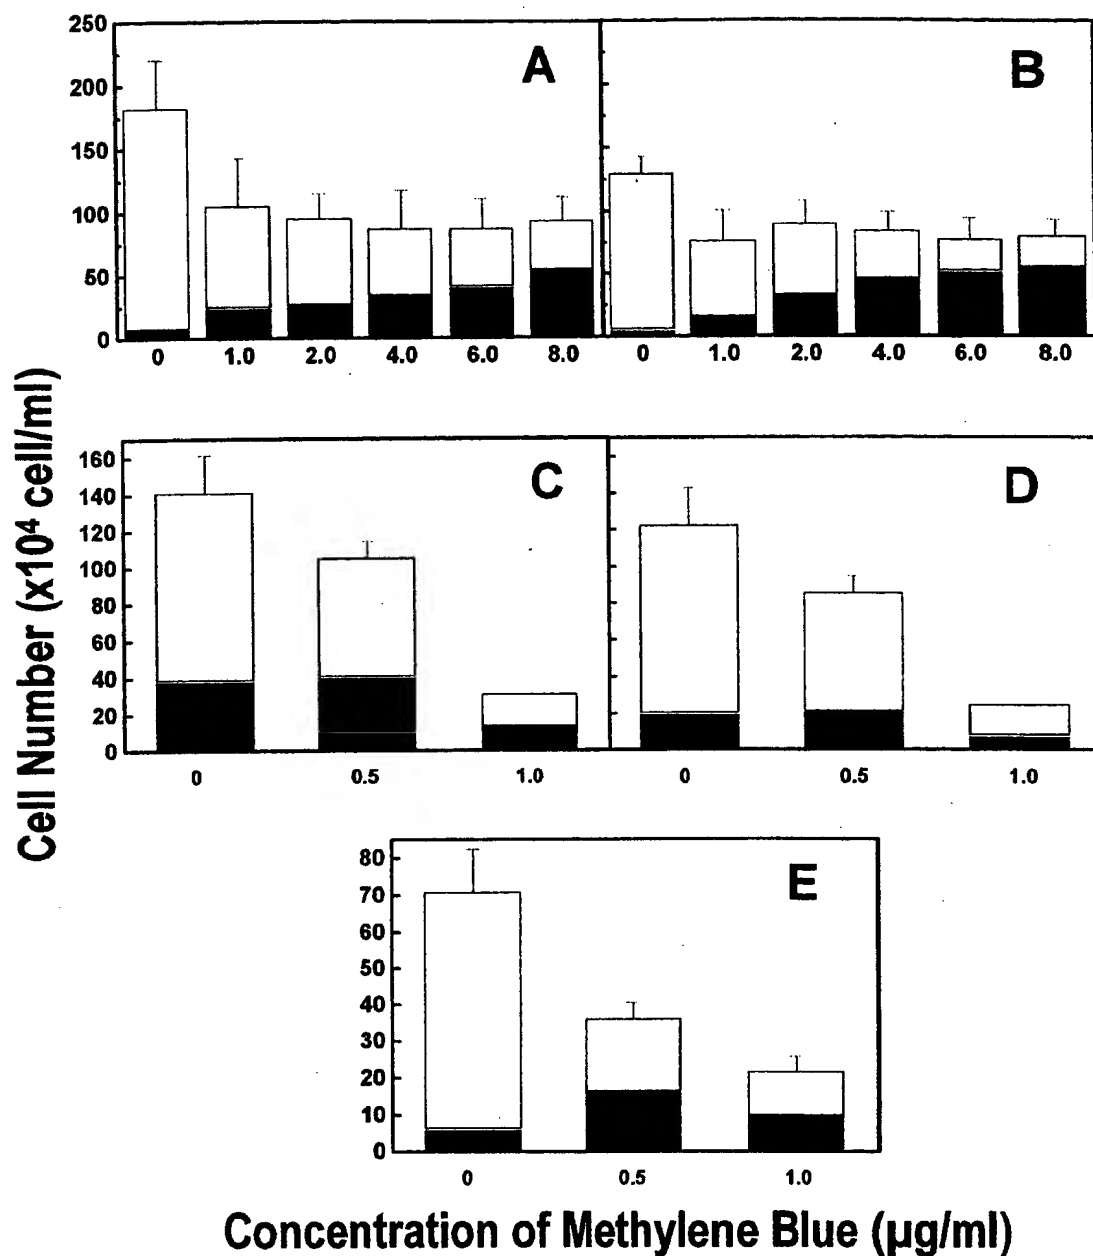 250
200
150
100
50
0
A
B
0 1.0 2.0 4.0 6.0 8.0
0 1.0 2.0 4.0 6.0 8.0
Cell Number (x10⁴ cell/ml)
160
140
120
100
80
60
40
20
0
C
D
0 0.5 1.0
0 0.5 1.0
80
70
60
50
40
30
20
10
0
E
0 0.5 1.0
Concentration of Methylene Blue (µg/ml)